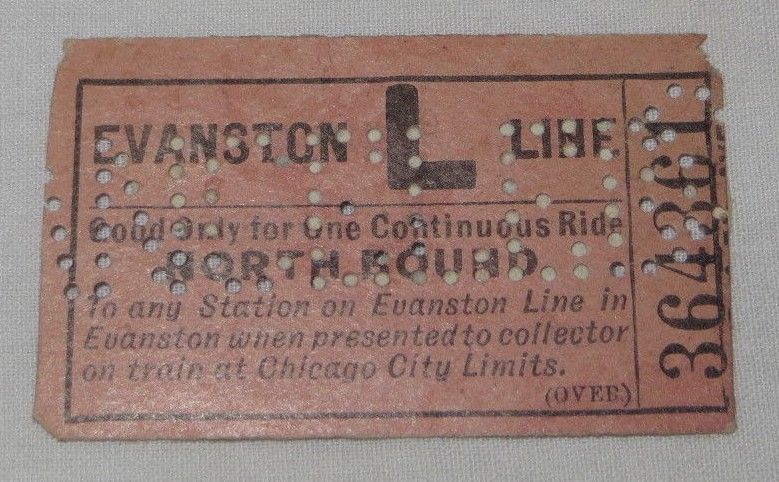 EVANSTON L LINE
Good Only for One Continuous Ride
NORTH BOUND
To any Station on Evanston Line in
Evanston when presented to collector
on train at Chicago City Limits.
(OVER)
364361